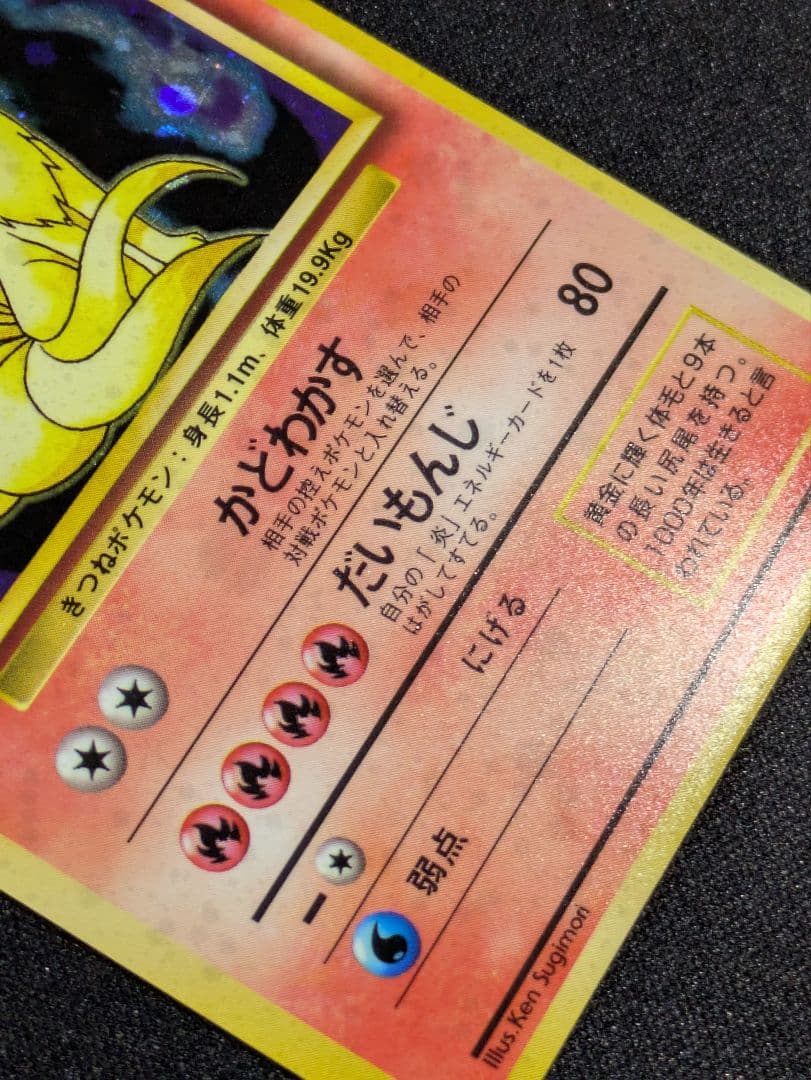 きつねポケモン：身長1.1m、体重19.9Kg
かどわかす
相手の控えポケモンを選んで、相手の
対戦ポケモンと入れ替える。
だいもんじ 80
自分の「炎」エネルギーカードを1枚
はがしてすてる。
弱点
にげる
黄金に輝く体毛と9本
の長い尻尾を持つ。
1000年は生きると言
われている。
Illus.Ken Sugimori